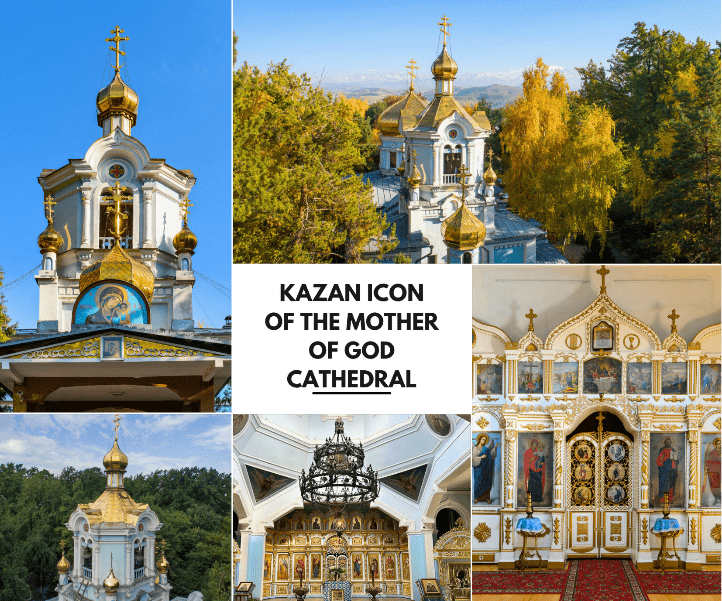 KAZAN ICON
OF THE MOTHER
OF GOD
CATHEDRAL